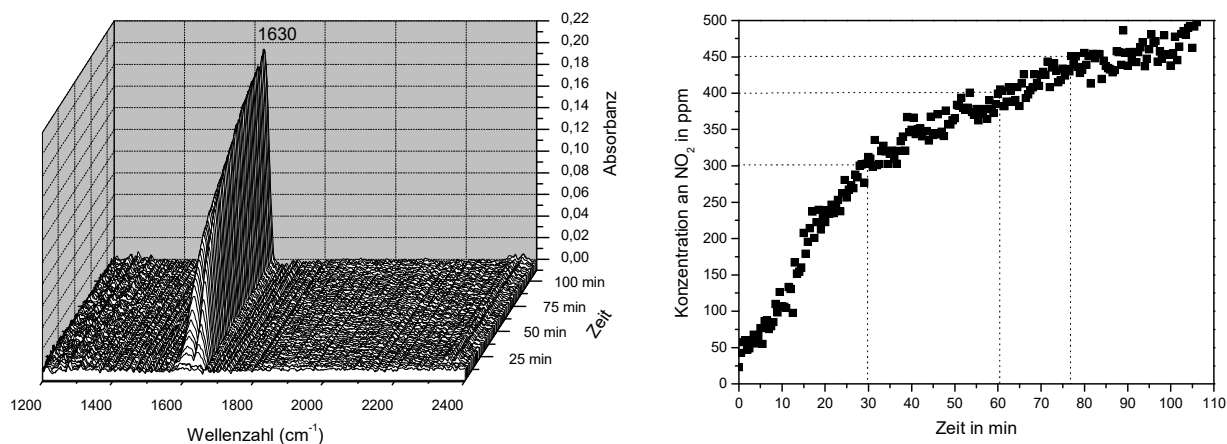 1630
0,22
0,20
0,18
0,16
0,14
0,12
0,10
0,08
0,06
0,04
0,02
0,00
Absorbanz
100 min
75 min
50 min
25 min
Zeit
1200 1400 1600 1800 2000 2200 2400
Wellenzahl (cm⁻¹)
500
450
400
350
300
250
200
150
100
50
0
Konzentration an NO₂ in ppm
0 10 20 30 40 50 60 70 80 90 100 110
Zeit in min